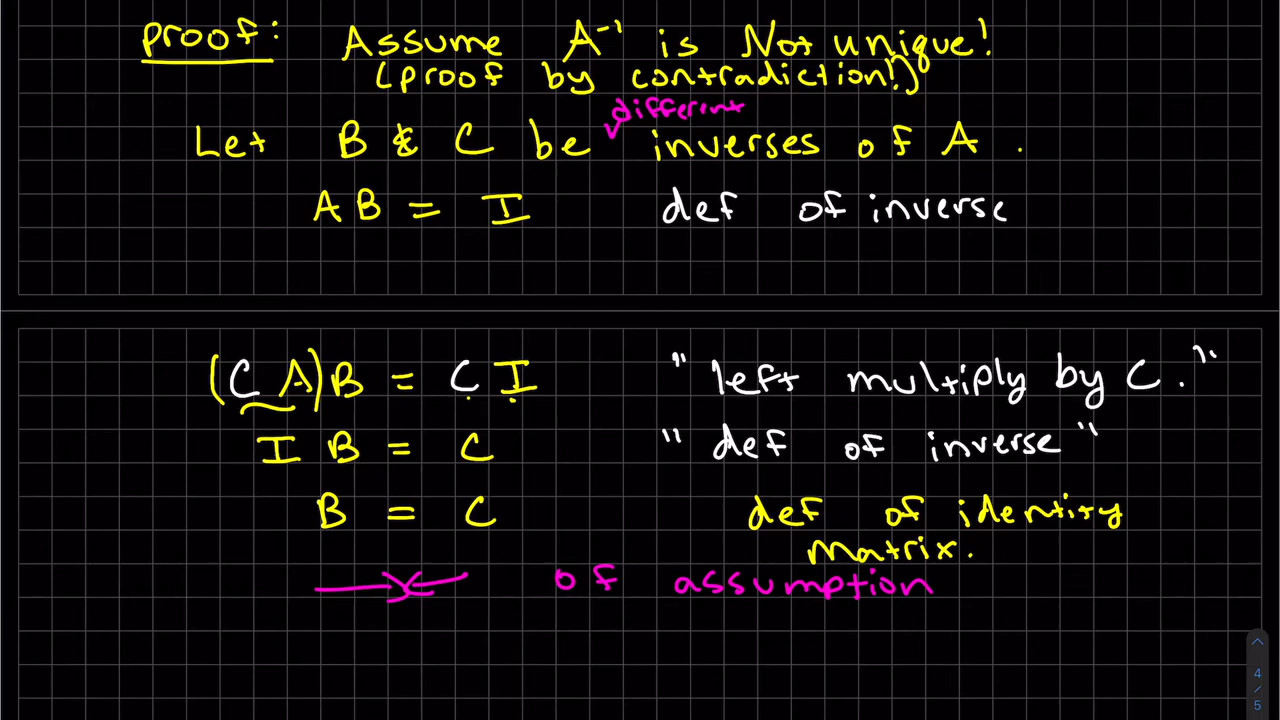 proof: Assume A⁻¹ is Not unique!
(proof by contradiction!)
different
Let B & C be inverses of A.
AB = I def of inverse
(CA)B = CI "left multiply by C."
IB = C "def of inverse"
B = C def of identity
matrix.
→← of assumption
4
/
5